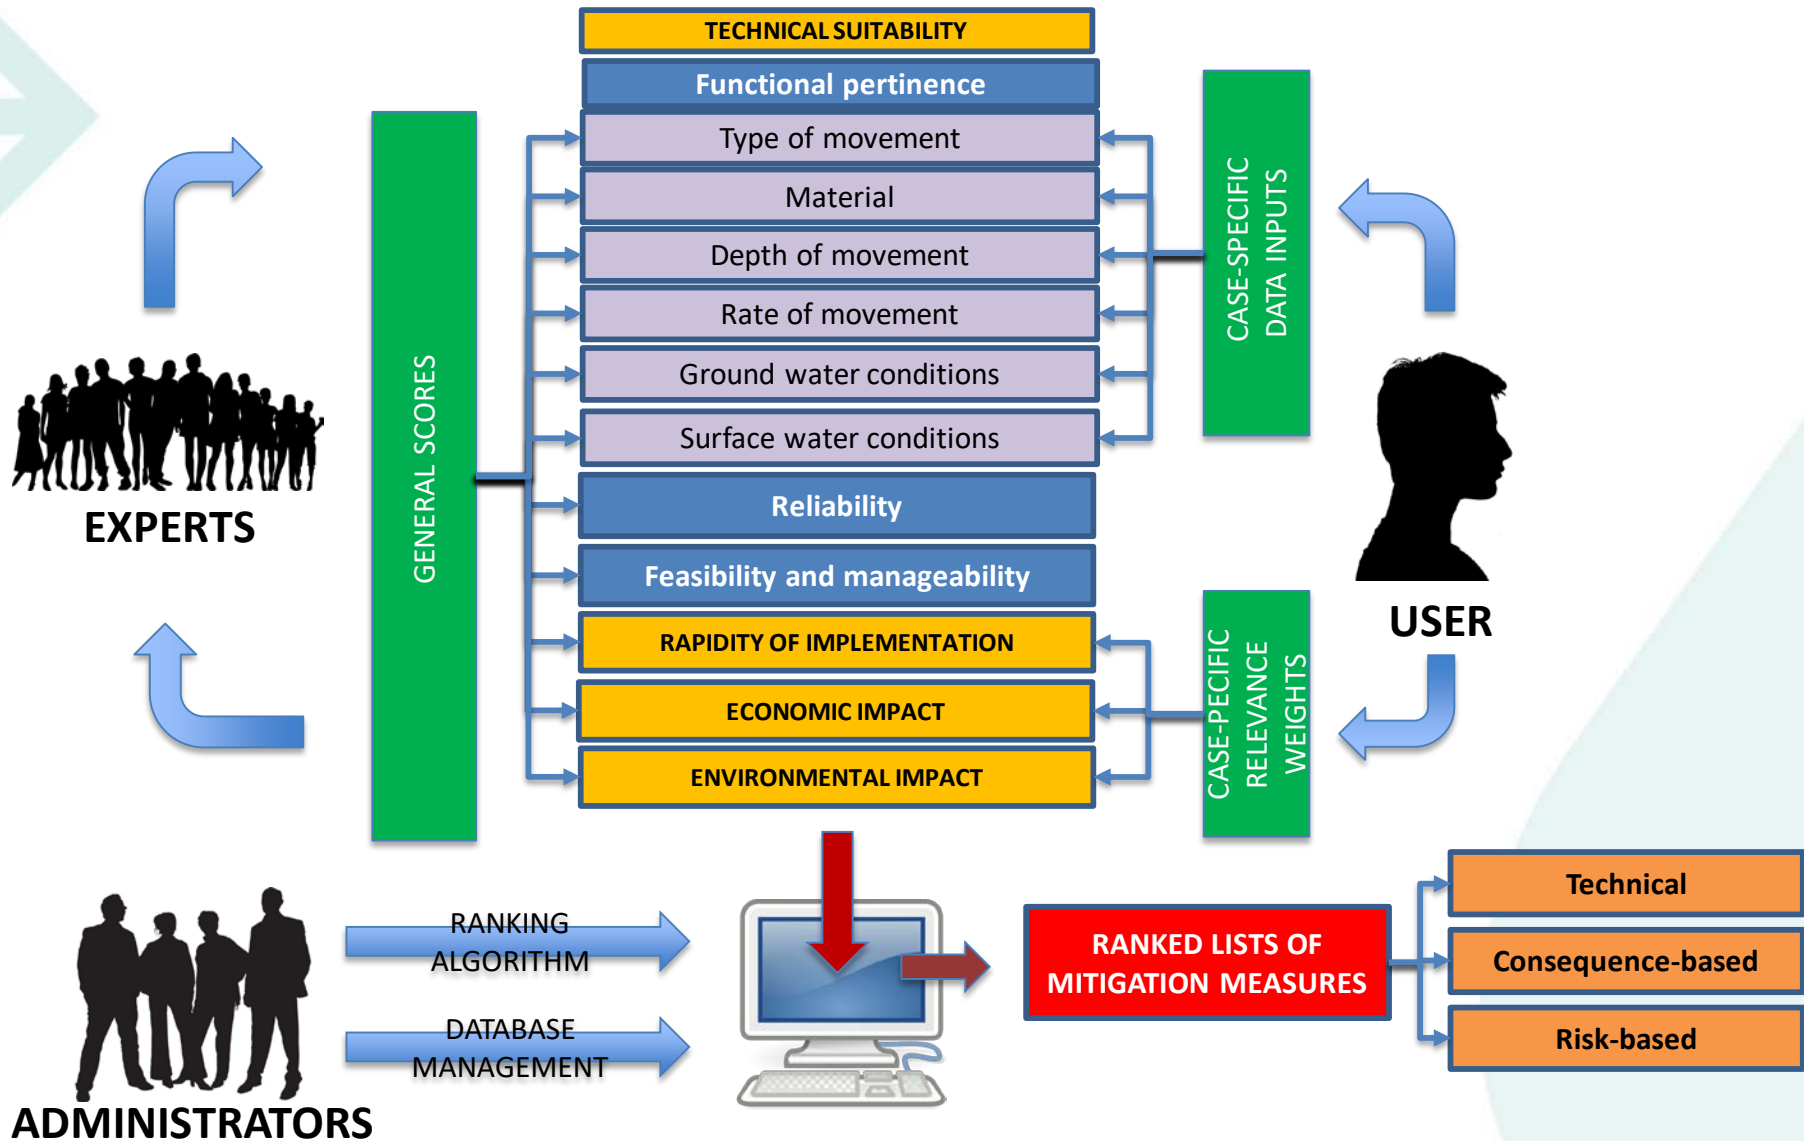 TECHNICAL SUITABILITY
Functional pertinence
Type of movement
Material
Depth of movement
Rate of movement
Ground water conditions
Surface water conditions
Reliability
Feasibility and manageability
RAPIDITY OF IMPLEMENTATION
ECONOMIC IMPACT
ENVIRONMENTAL IMPACT
GENERAL SCORES
CASE-SPECIFIC
DATA INPUTS
CASE-PECIFIC
RELEVANCE
WEIGHTS
EXPERTS
USER
ADMINISTRATORS
RANKING
ALGORITHM
DATABASE
MANAGEMENT
RANKED LISTS OF
MITIGATION MEASURES
Technical
Consequence-based
Risk-based